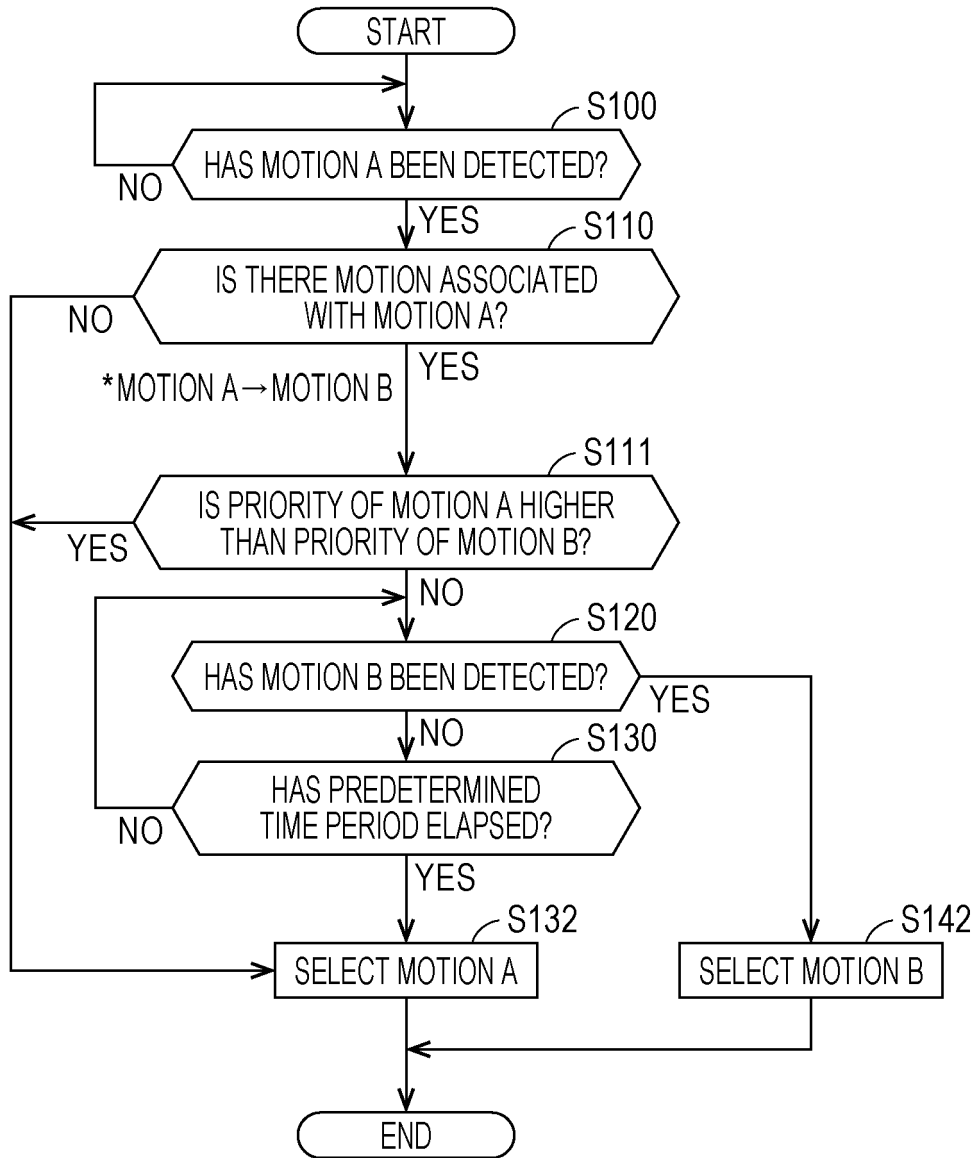 START
S100
HAS MOTION A BEEN DETECTED?
NO
YES
S110
IS THERE MOTION ASSOCIATED
WITH MOTION A?
NO
YES
*MOTION A→MOTION B
S111
IS PRIORITY OF MOTION A HIGHER
THAN PRIORITY OF MOTION B?
YES
NO
S120
HAS MOTION B BEEN DETECTED?
YES
NO
S130
HAS PREDETERMINED
TIME PERIOD ELAPSED?
NO
YES
S132
SELECT MOTION A
S142
SELECT MOTION B
END